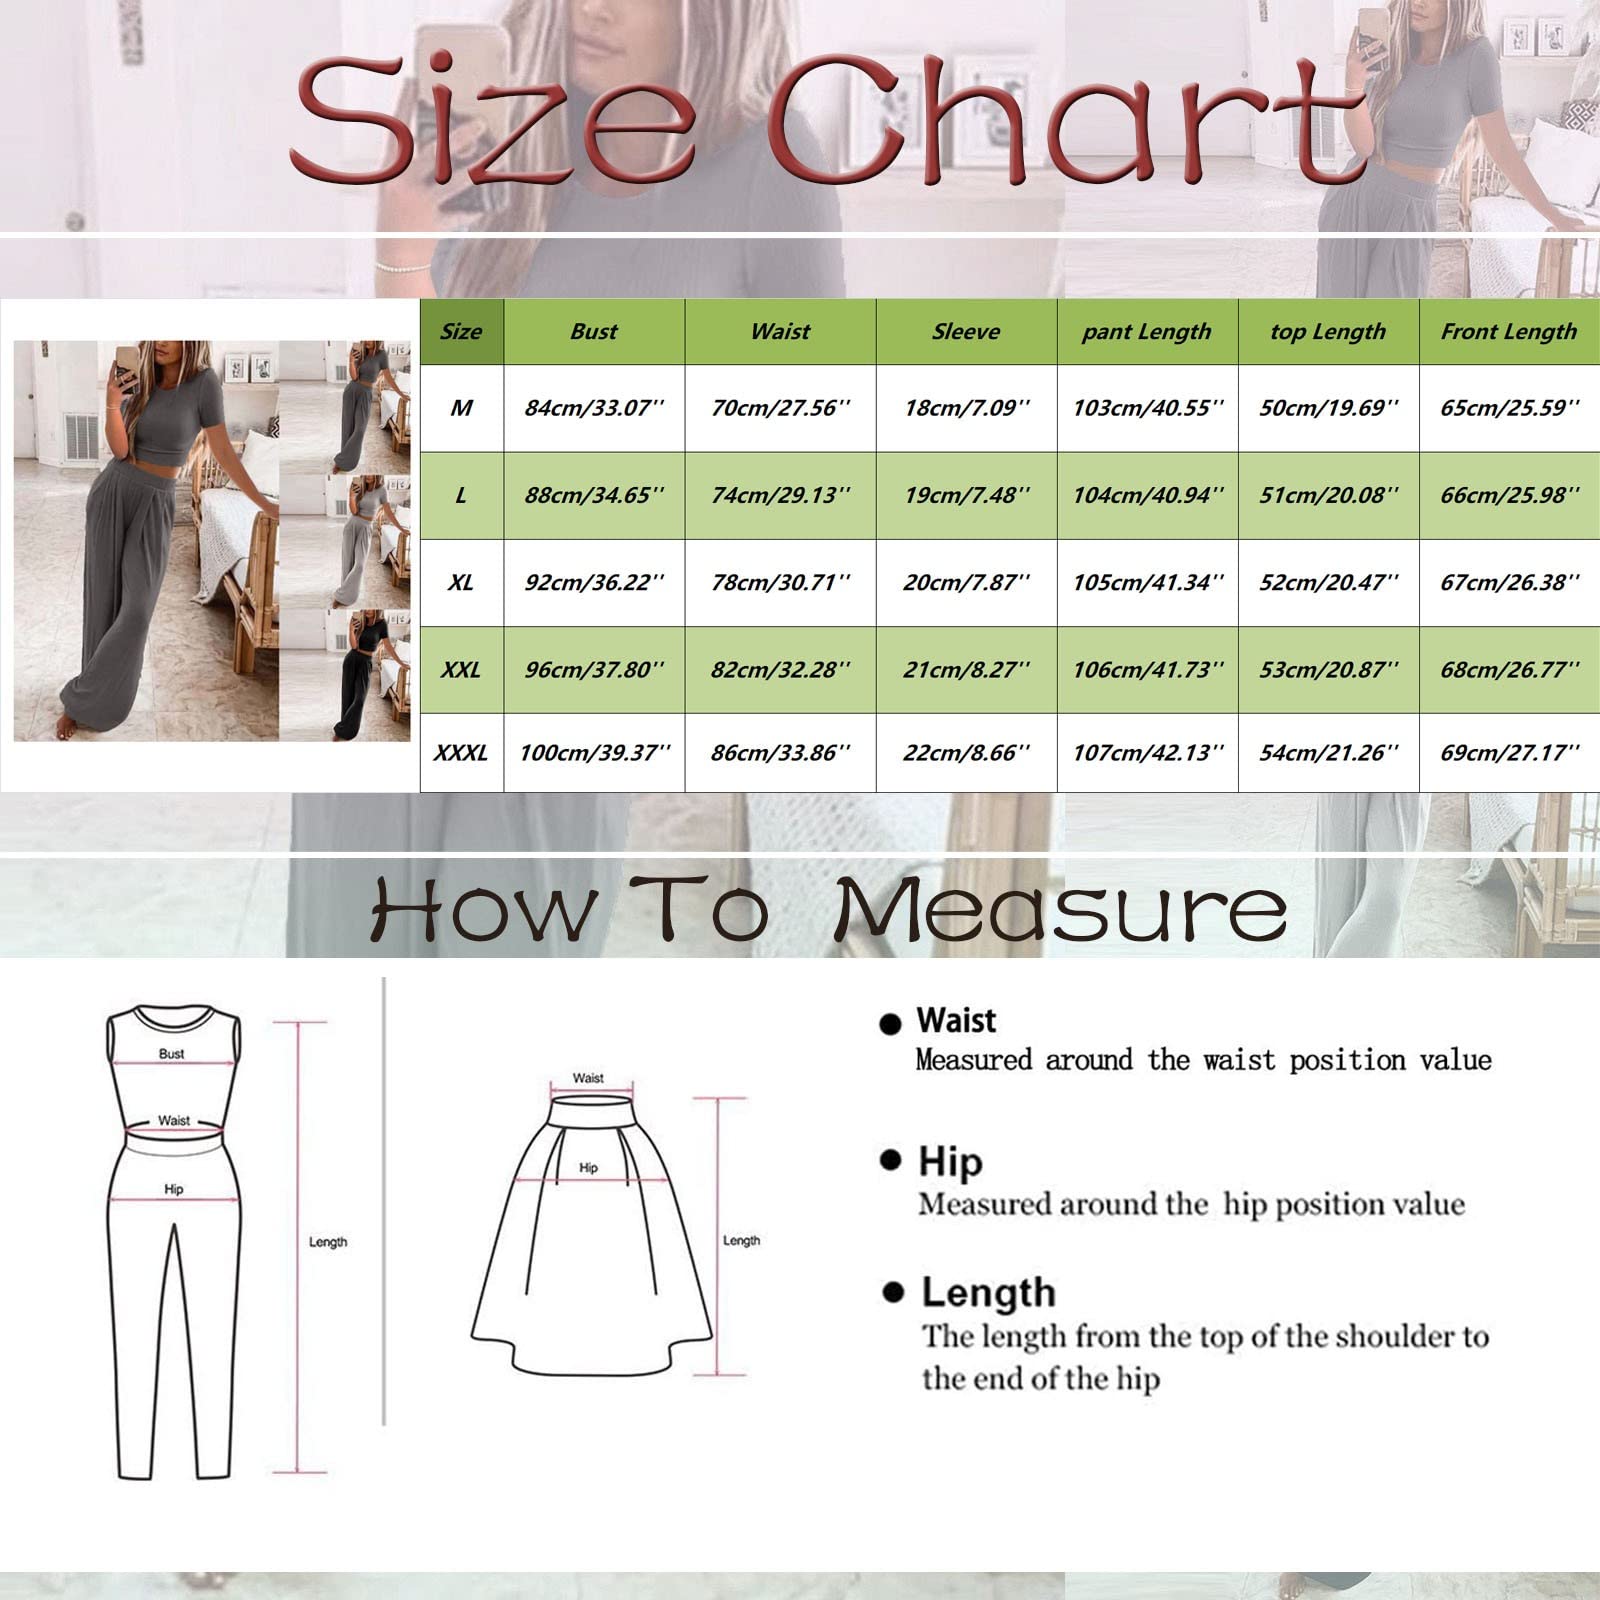 Size Chart
Size Bust Waist Sleeve pant Length top Length Front Length
M 84cm/33.07'' 70cm/27.56'' 18cm/7.09'' 103cm/40.55'' 50cm/19.69'' 65cm/25.59''
L 88cm/34.65'' 74cm/29.13'' 19cm/7.48'' 104cm/40.94'' 51cm/20.08'' 66cm/25.98''
XL 92cm/36.22'' 78cm/30.71'' 20cm/7.87'' 105cm/41.34'' 52cm/20.47'' 67cm/26.38''
XXL 96cm/37.80'' 82cm/32.28'' 21cm/8.27'' 106cm/41.73'' 53cm/20.87'' 68cm/26.77''
XXXL 100cm/39.37'' 86cm/33.86'' 22cm/8.66'' 107cm/42.13'' 54cm/21.26'' 69cm/27.17''
How To Measure
Bust
Waist
Hip
Length
Waist
Hip
Length
Waist
Measured around the waist position value
Hip
Measured around the hip position value
Length
The length from the top of the shoulder to
the end of the hip